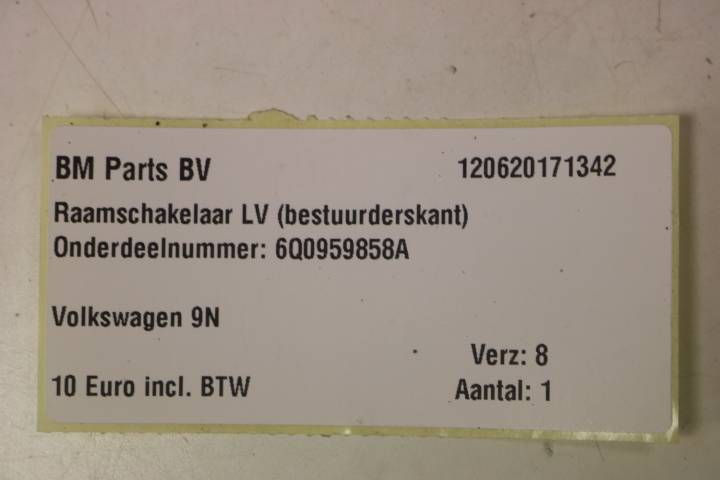 BM Parts BV 120620171342
Raamschakelaar LV (bestuurderskant)
Onderdeelnummer: 6Q0959858A
Volkswagen 9N
Verz: 8
10 Euro incl. BTW Aantal: 1